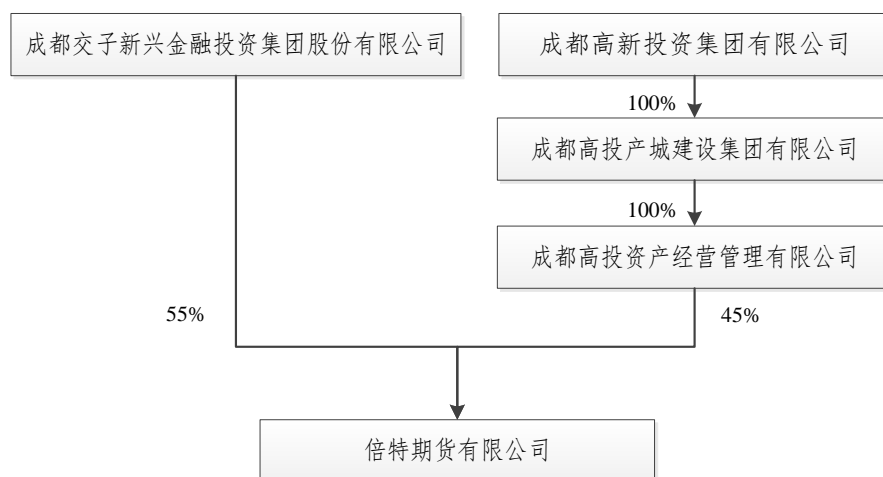 成都交子新兴金融投资集团股份有限公司
成都高新投资集团有限公司
100%
成都高投产城建设集团有限公司
100%
成都高投资产经营管理有限公司
55%
45%
倍特期货有限公司